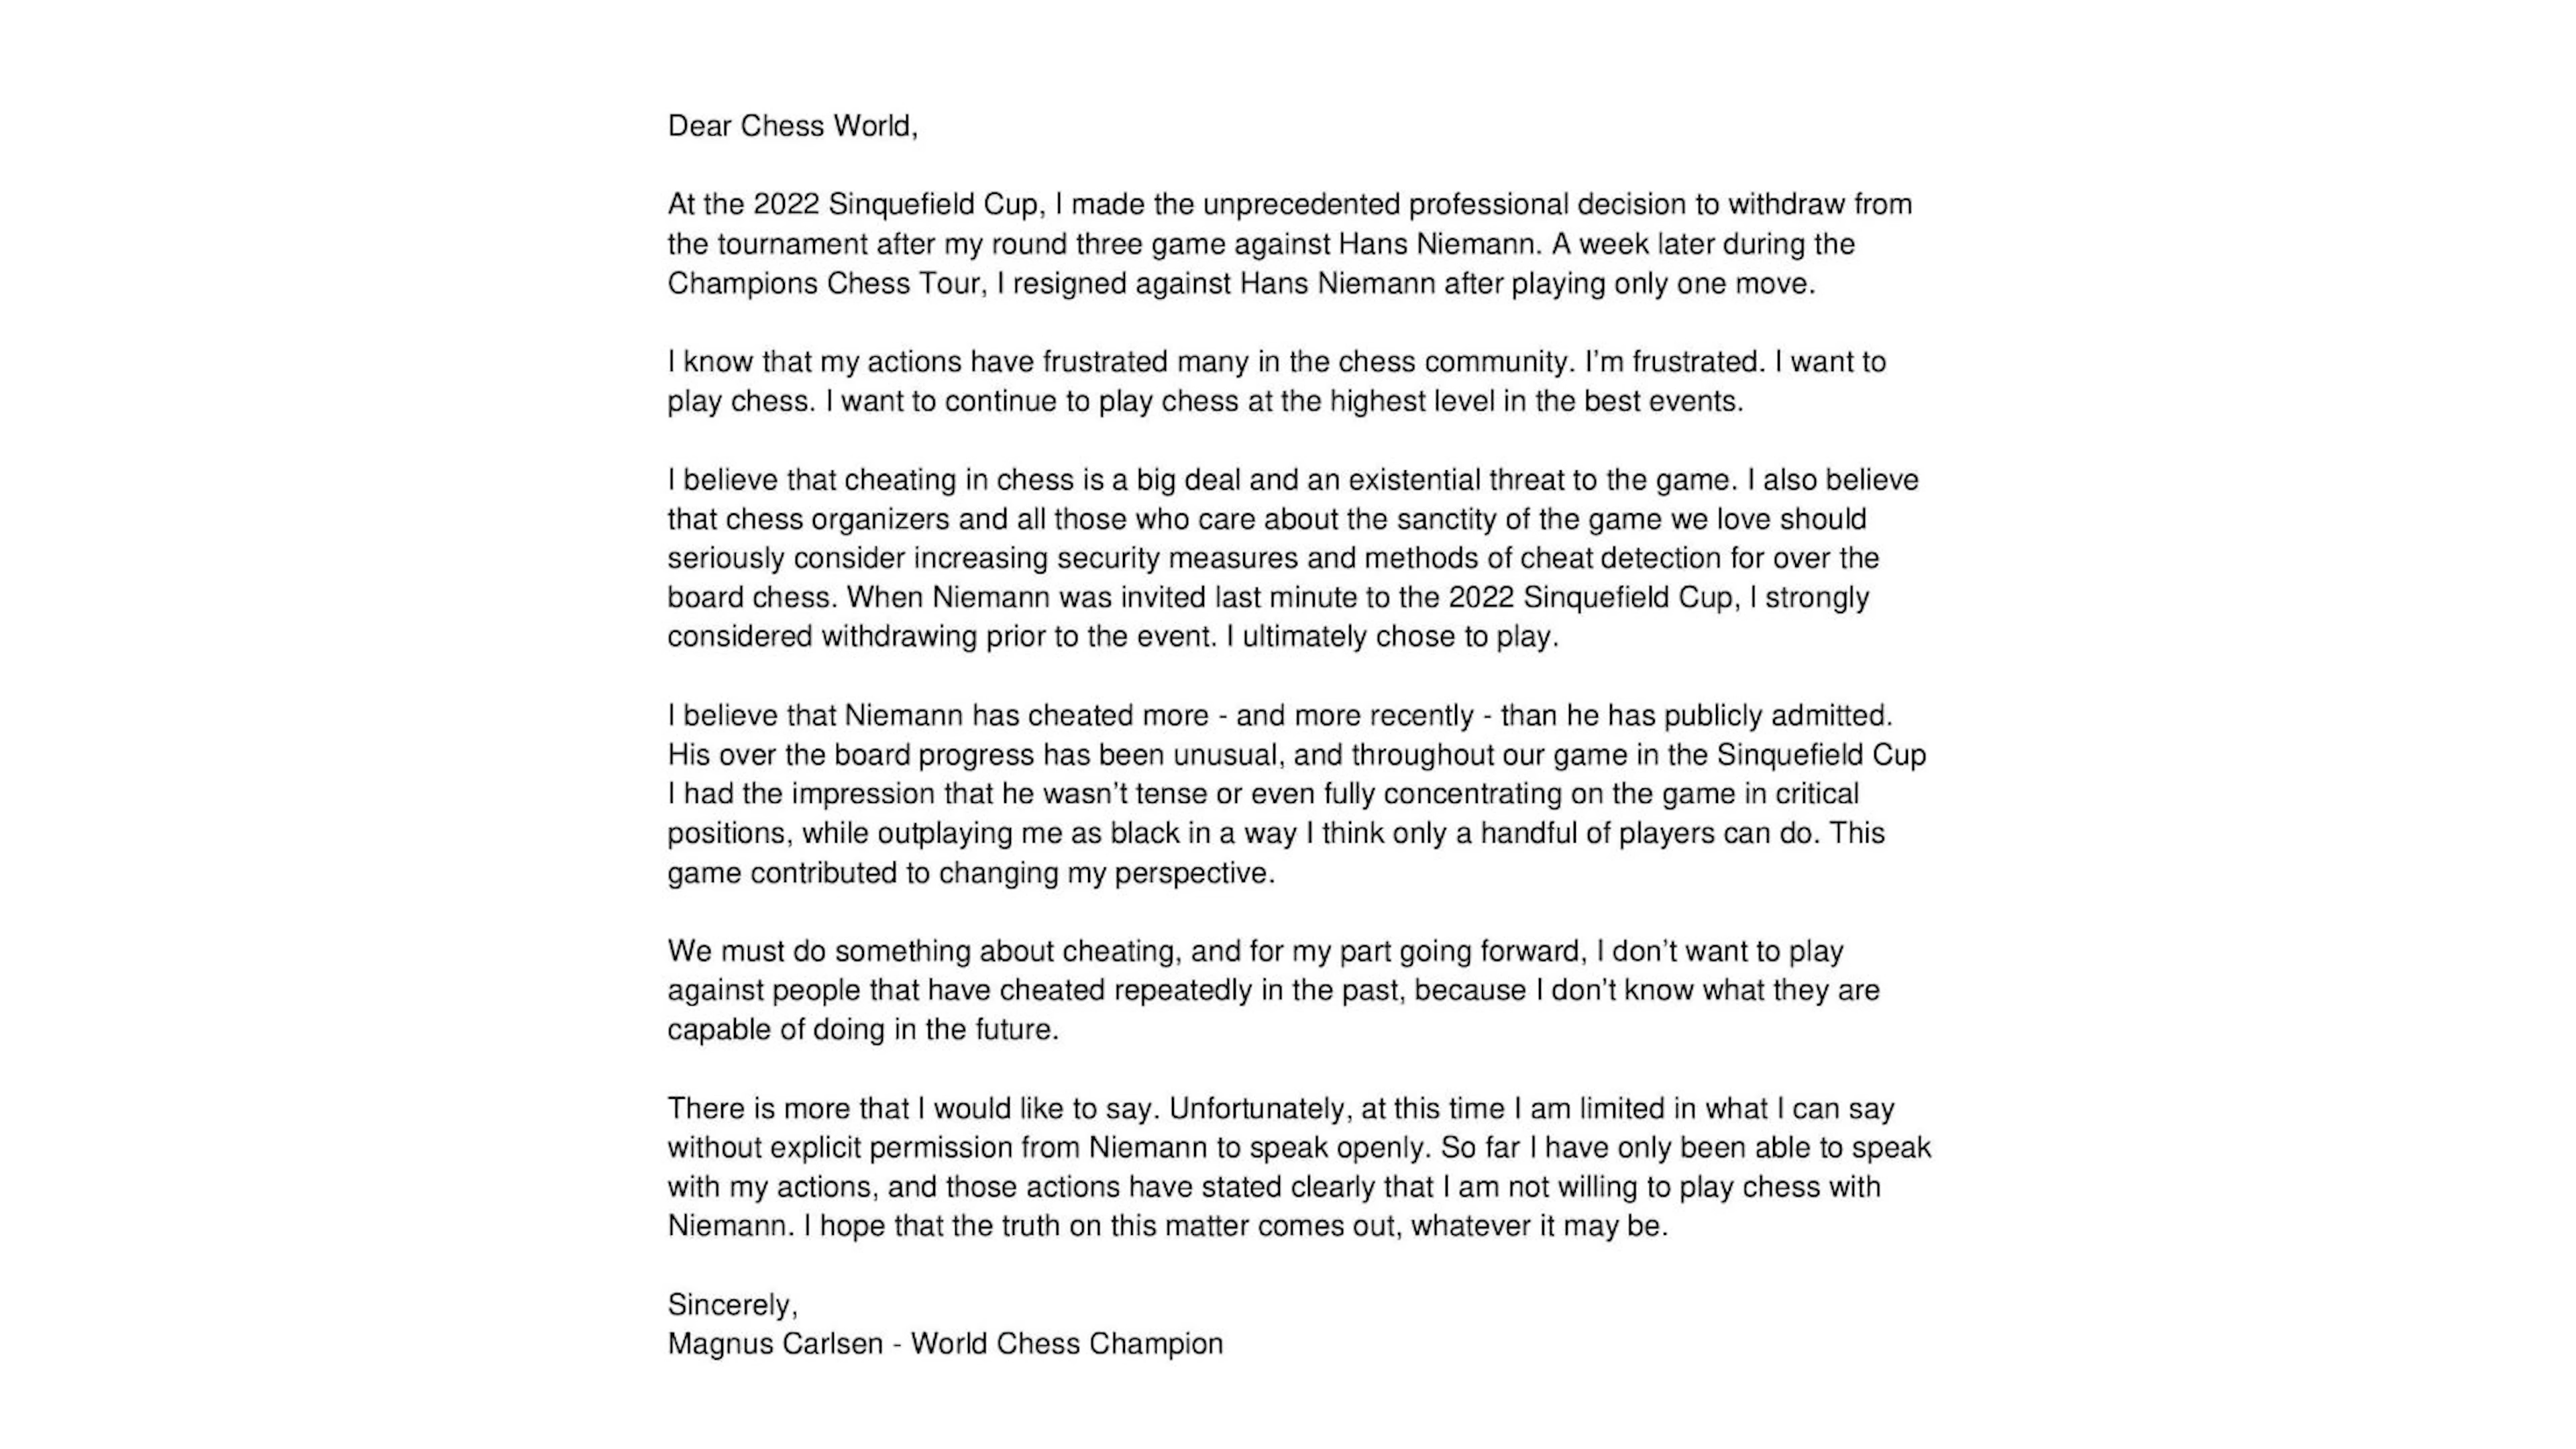 Dear Chess World,
At the 2022 Sinquefield Cup, I made the unprecedented professional decision to withdraw from
the tournament after my round three game against Hans Niemann. A week later during the
Champions Chess Tour, I resigned against Hans Niemann after playing only one move.
I know that my actions have frustrated many in the chess community. I’m frustrated. I want to
play chess. I want to continue to play chess at the highest level in the best events.
I believe that cheating in chess is a big deal and an existential threat to the game. I also believe
that chess organizers and all those who care about the sanctity of the game we love should
seriously consider increasing security measures and methods of cheat detection for over the
board chess. When Niemann was invited last minute to the 2022 Sinquefield Cup, I strongly
considered withdrawing prior to the event. I ultimately chose to play.
I believe that Niemann has cheated more - and more recently - than he has publicly admitted.
His over the board progress has been unusual, and throughout our game in the Sinquefield Cup
I had the impression that he wasn’t tense or even fully concentrating on the game in critical
positions, while outplaying me as black in a way I think only a handful of players can do. This
game contributed to changing my perspective.
We must do something about cheating, and for my part going forward, I don’t want to play
against people that have cheated repeatedly in the past, because I don’t know what they are
capable of doing in the future.
There is more that I would like to say. Unfortunately, at this time I am limited in what I can say
without explicit permission from Niemann to speak openly. So far I have only been able to speak
with my actions, and those actions have stated clearly that I am not willing to play chess with
Niemann. I hope that the truth on this matter comes out, whatever it may be.
Sincerely,
Magnus Carlsen - World Chess Champion